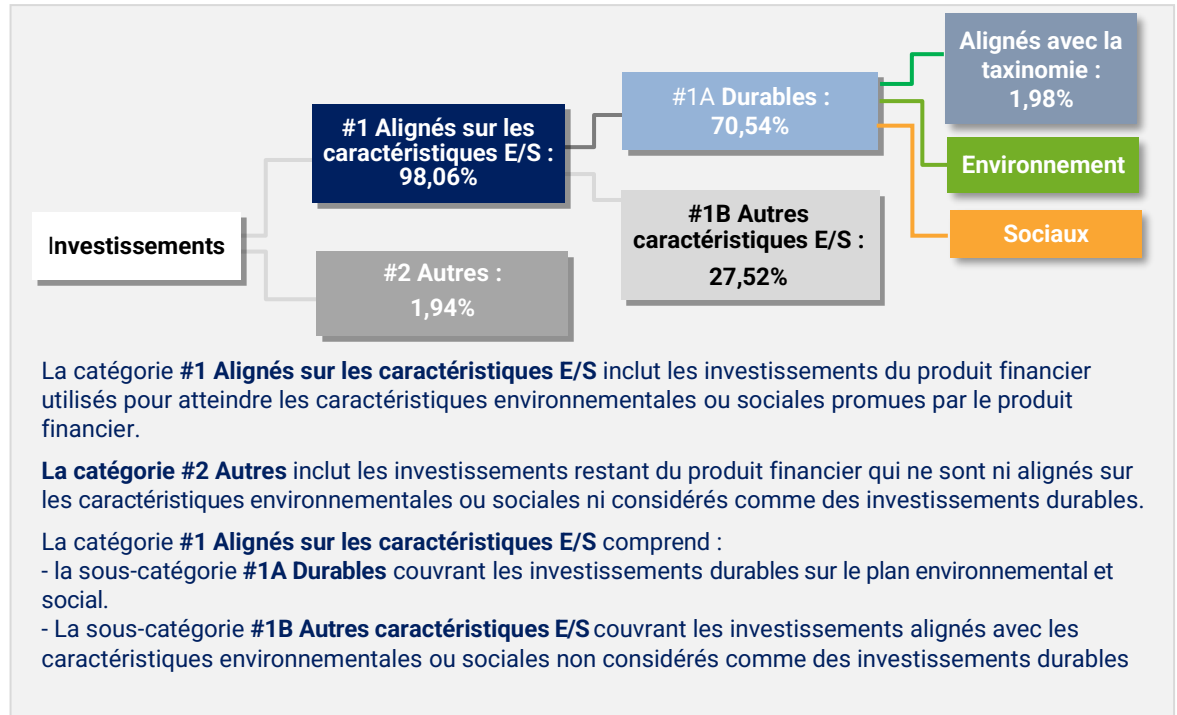 Investissements
#1 Alignés sur les
caractéristiques E/S :
98,06%
#2 Autres :
1,94%
#1A Durables :
70,54%
#1B Autres
caractéristiques E/S :
27,52%
Alignés avec la
taxinomie :
1,98%
Environnement
Sociaux
La catégorie #1 Alignés sur les caractéristiques E/S inclut les investissements du produit financier
utilisés pour atteindre les caractéristiques environnementales ou sociales promues par le produit
financier.
La catégorie #2 Autres inclut les investissements restant du produit financier qui ne sont ni alignés sur
les caractéristiques environnementales ou sociales ni considérés comme des investissements durables.
La catégorie #1 Alignés sur les caractéristiques E/S comprend :
- la sous-catégorie #1A Durables couvrant les investissements durables sur le plan environnemental et
social.
- La sous-catégorie #1B Autres caractéristiques E/S couvrant les investissements alignés avec les
caractéristiques environnementales ou sociales non considérés comme des investissements durables